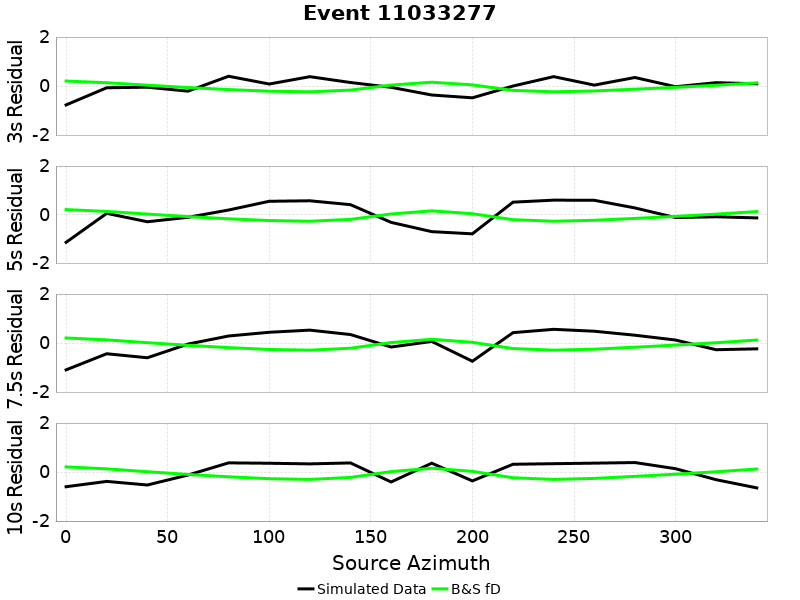 Event 11033277
3s Residual
2
0
-2
5s Residual
2
0
-2
7.5s Residual
2
0
-2
10s Residual
2
0
-2
0 50 100 150 200 250 300
Source Azimuth
Simulated Data B&S fD